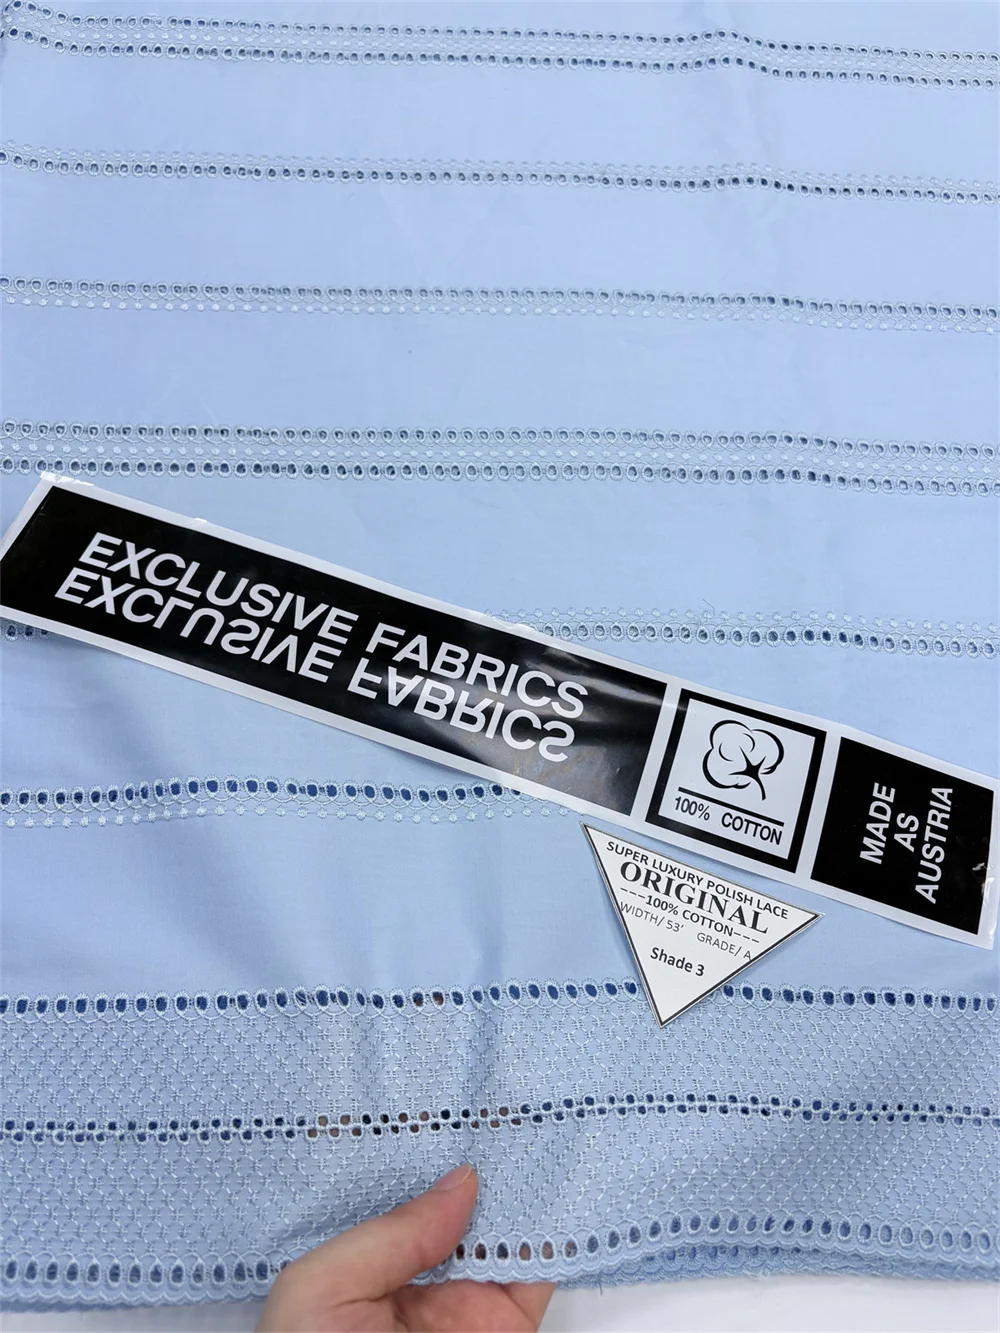 EXCLUSIVE FABRICS
EXCLUSIVE FABRICS
100% COTTON
MADE
AS
AUSTRIA
SUPER LUXURY POLISH LACE
ORIGINAL
---100% COTTON---
WIDTH/ 53' GRADE/ A
Shade 3